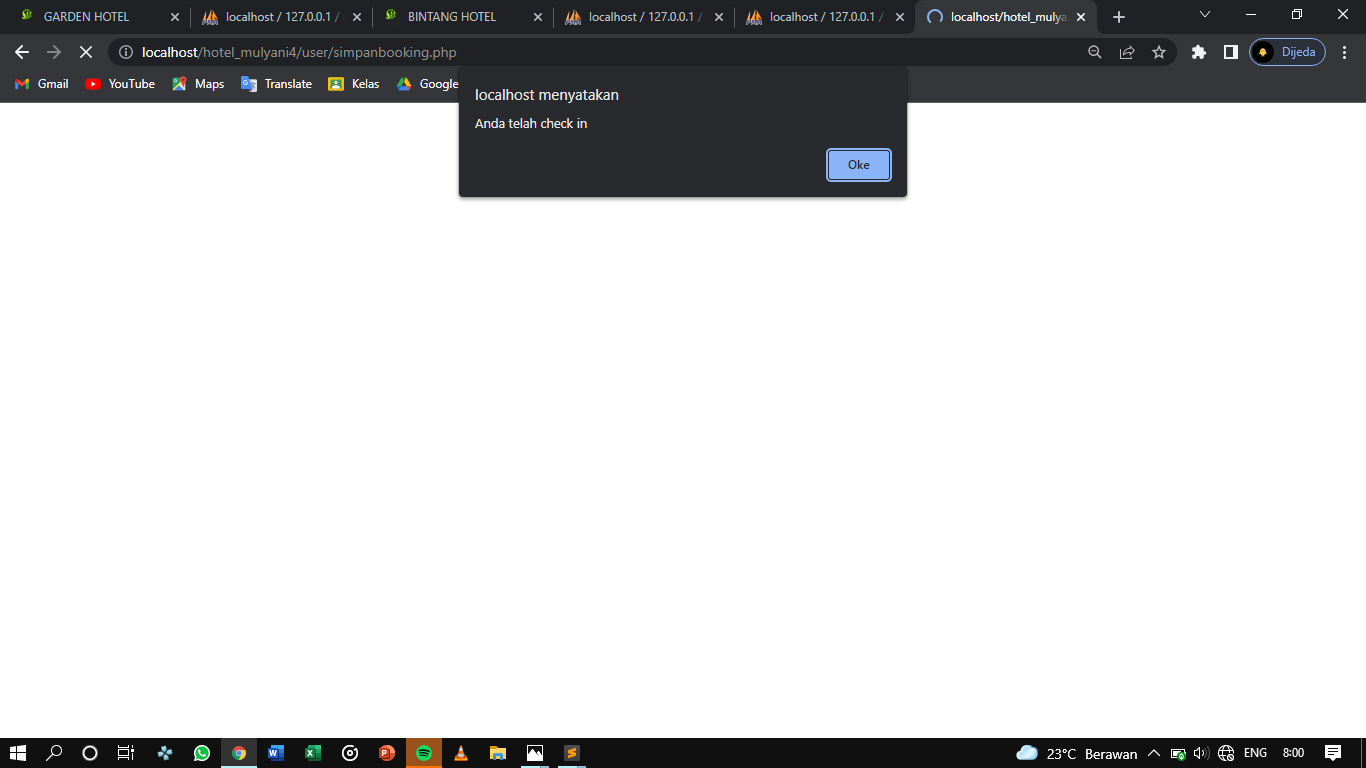 GARDEN HOTEL
localhost / 127.0.0.1 /
BINTANG HOTEL
localhost / 127.0.0.1 /
localhost / 127.0.0.1 /
localhost/hotel_mulya
localhost/hotel_mulyani4/user/simpanbooking.php
Dijeda
Gmail
YouTube
Maps
Translate
Kelas
Google
localhost menyatakan
Anda telah check in
Oke
23°C Berawan
ENG
8:00